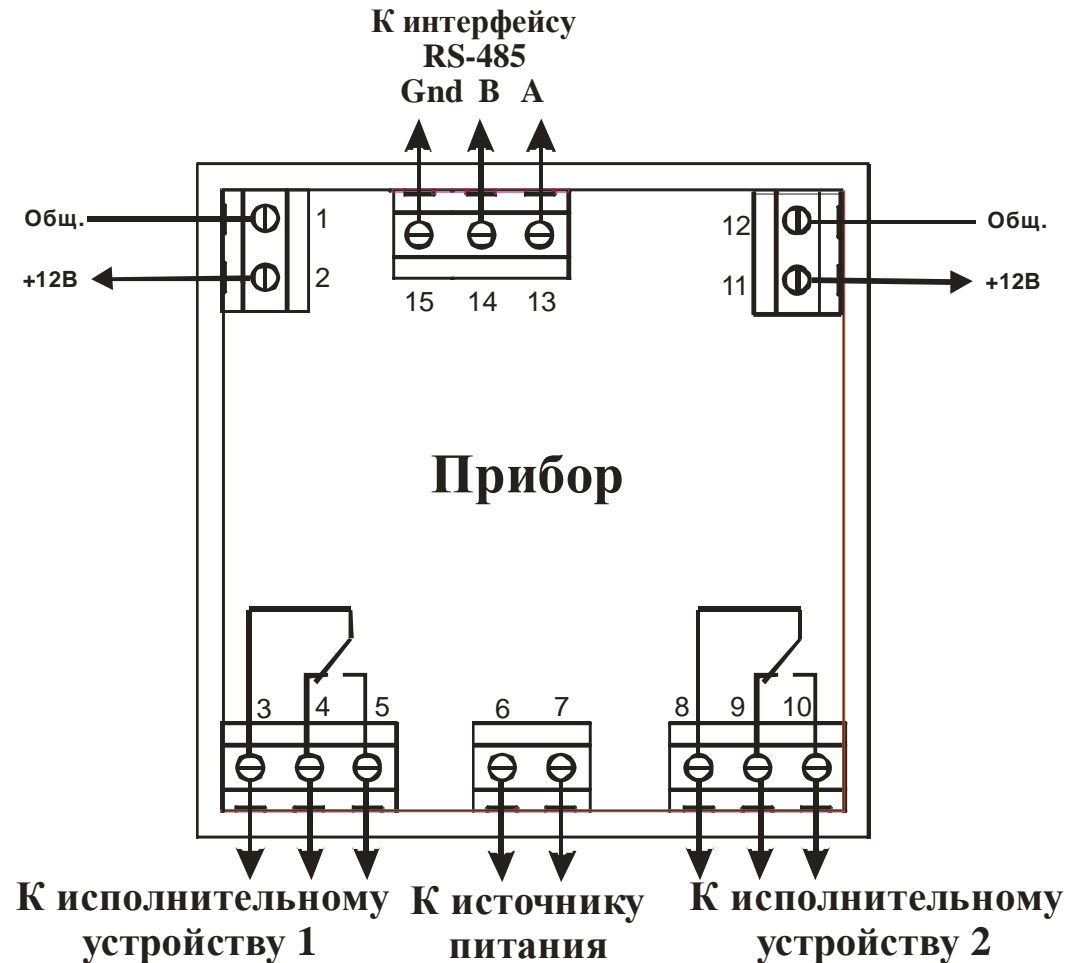 К интерфейсу
RS-485
Gnd B A
Общ. 1 12 Общ.
+12В 2 11 +12В
15 14 13
Прибор
3 4 5 6 7 8 9 10
К исполнительному
устройству 1
К источнику
питания
К исполнительному
устройству 2